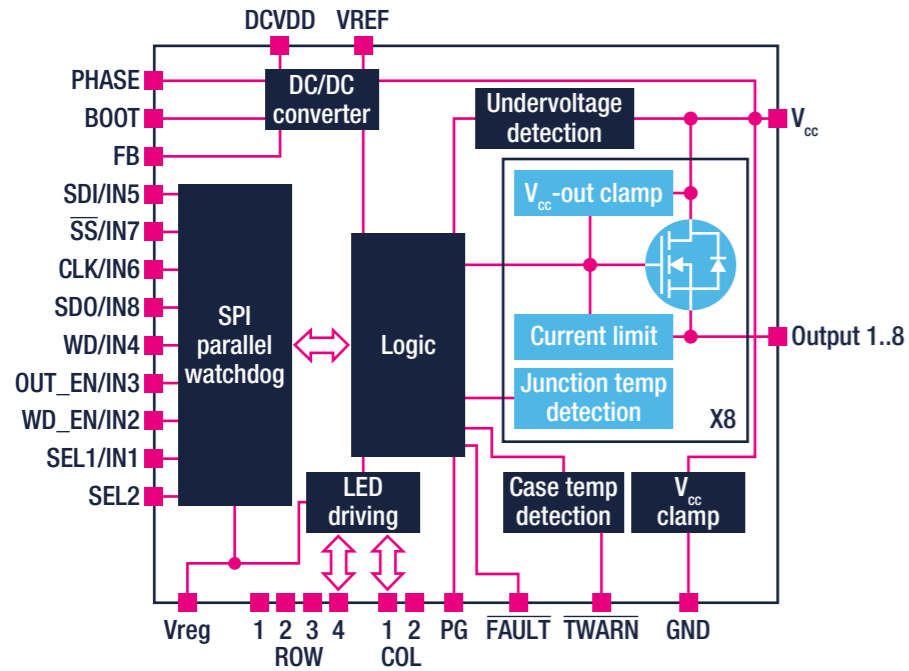 DCVDD VREF
PHASE
BOOT
FB
SDI/IN5
S̅S̅/IN7
CLK/IN6
SDO/IN8
WD/IN4
OUT_EN/IN3
WD_EN/IN2
SEL1/IN1
SEL2
DC/DC
converter
SPI
parallel
watchdog
Logic
LED
driving
Undervoltage
detection
Vcc-out clamp
Current limit
Junction temp
detection
X8
Case temp
detection
Vcc
clamp
Vcc
Output 1..8
Vreg 1 2 3 4 1 2 PG F̅A̅U̅L̅T̅ T̅W̅A̅R̅N̅ GND
ROW COL